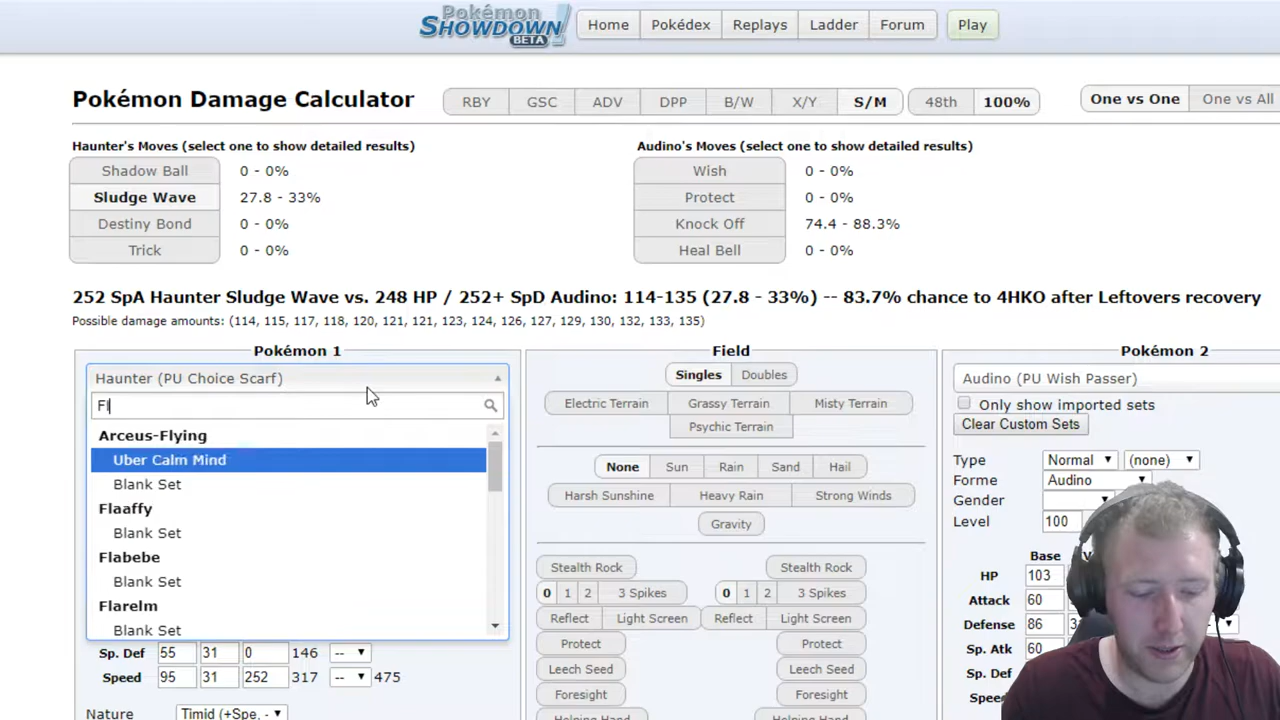 Pokémon
SHOWDOWN!
BETA
Home Pokédex Replays Ladder Forum Play
Pokémon Damage Calculator
RBY GSC ADV DPP B/W X/Y S/M 48th 100% One vs One One vs All
Haunter's Moves (select one to show detailed results)
Shadow Ball 0 - 0%
Sludge Wave 27.8 - 33%
Destiny Bond 0 - 0%
Trick 0 - 0%
Audino's Moves (select one to show detailed results)
Wish 0 - 0%
Protect 0 - 0%
Knock Off 74.4 - 88.3%
Heal Bell 0 - 0%
252 SpA Haunter Sludge Wave vs. 248 HP / 252+ SpD Audino: 114-135 (27.8 - 33%) -- 83.7% chance to 4HKO after Leftovers recovery
Possible damage amounts: (114, 115, 117, 118, 120, 121, 121, 123, 124, 126, 127, 129, 130, 132, 133, 135)
Pokémon 1
Haunter (PU Choice Scarf)
Fl
Arceus-Flying
Uber Calm Mind
Blank Set
Flaaffy
Blank Set
Flabebe
Blank Set
Flarelm
Blank Set
Sp. Def 55 31 0 146 --
Speed 95 31 252 317 -- 475
Nature Timid (+Spe, -
Field
Singles Doubles
Electric Terrain Grassy Terrain Misty Terrain
Psychic Terrain
None Sun Rain Sand Hail
Harsh Sunshine Heavy Rain Strong Winds
Gravity
Stealth Rock Stealth Rock
0 1 2 3 Spikes 0 1 2 3 Spikes
Reflect Light Screen Reflect Light Screen
Protect Protect
Leech Seed Leech Seed
Foresight Foresight
Helping Hand Helping Hand
Pokémon 2
Audino (PU Wish Passer)
Only show imported sets
Clear Custom Sets
Type Normal (none)
Forme Audino
Gender
Level 100
Base
HP 103
Attack 60
Defense 86
Sp. Atk 60
Sp. Def